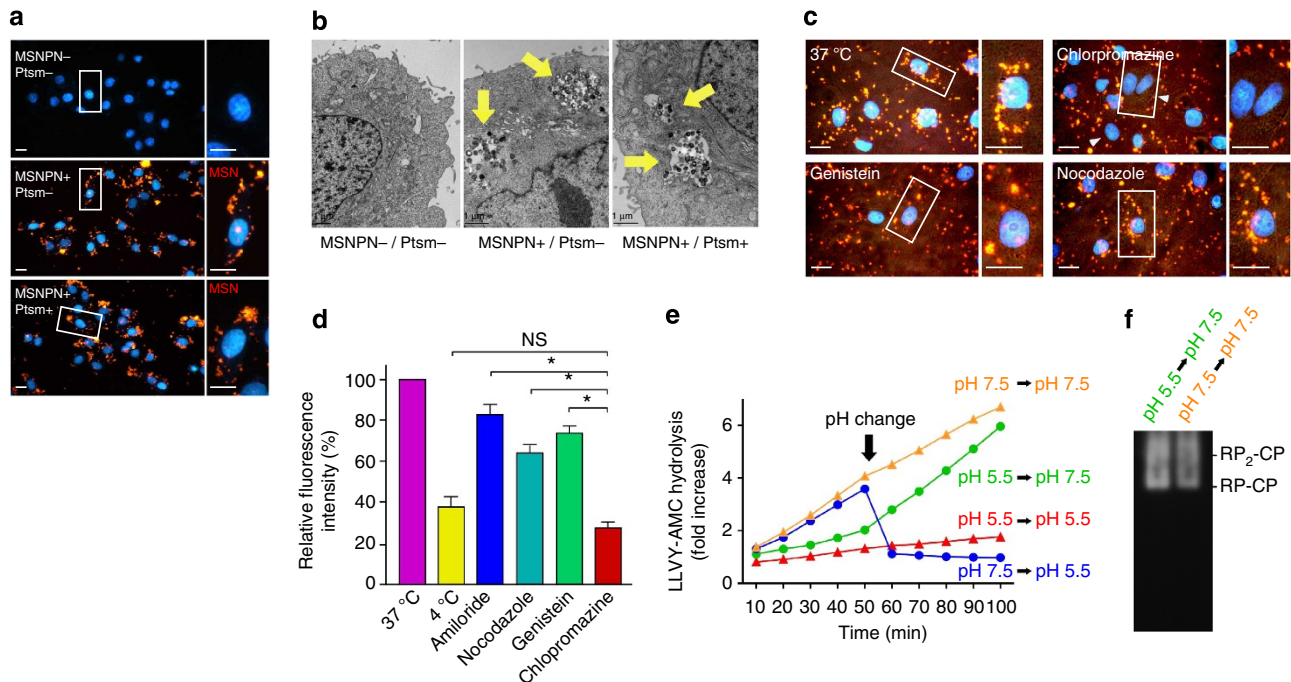 a
MSNPN–
Ptsm–
MSNPN+
Ptsm–
MSN
MSNPN+
Ptsm+
MSN
b
1 μm
1 μm
1 μm
MSNPN– / Ptsm–
MSNPN+ / Ptsm–
MSNPN+ / Ptsm+
c
37 °C
Chlorpromazine
Genistein
Nocodazole
d
Relative fluorescence
intensity (%)
100
80
60
40
20
0
NS
*
*
*
37 °C
4 °C
Amiloride
Nocodazole
Genistein
Chlopromazine
e
LLVY-AMC hydrolysis
(fold increase)
6
4
2
0
pH change
pH 7.5 ➡ pH 7.5
pH 5.5 ➡ pH 7.5
pH 5.5 ➡ pH 5.5
pH 7.5 ➡ pH 5.5
10 20 30 40 50 60 70 80 90 100
Time (min)
f
pH 5.5 ➡ pH 7.5
pH 7.5 ➡ pH 7.5
RP₂-CP
RP-CP